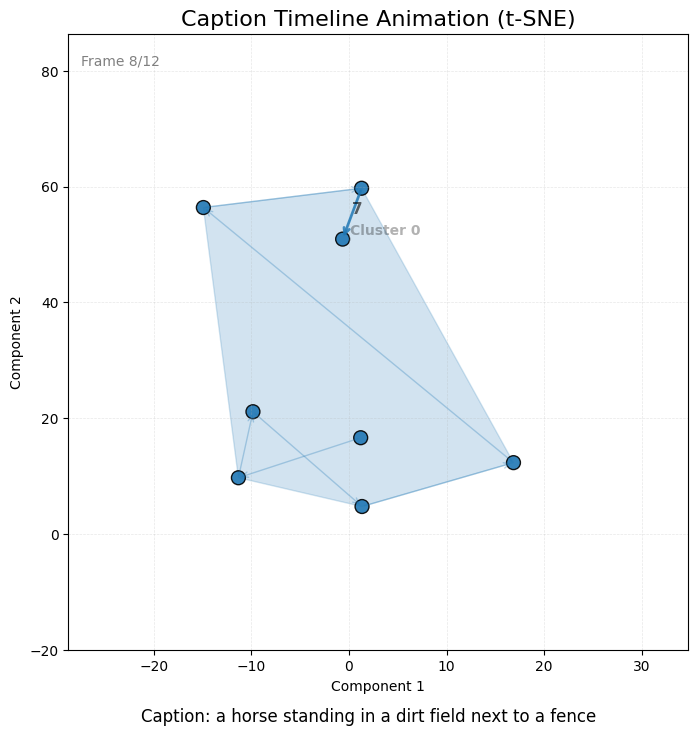 Caption Timeline Animation (t-SNE)
Frame 8/12
80
60
40
20
0
−20
Component 2
7
Cluster 0
−20
−10
0
10
20
30
Component 1
Caption: a horse standing in a dirt field next to a fence